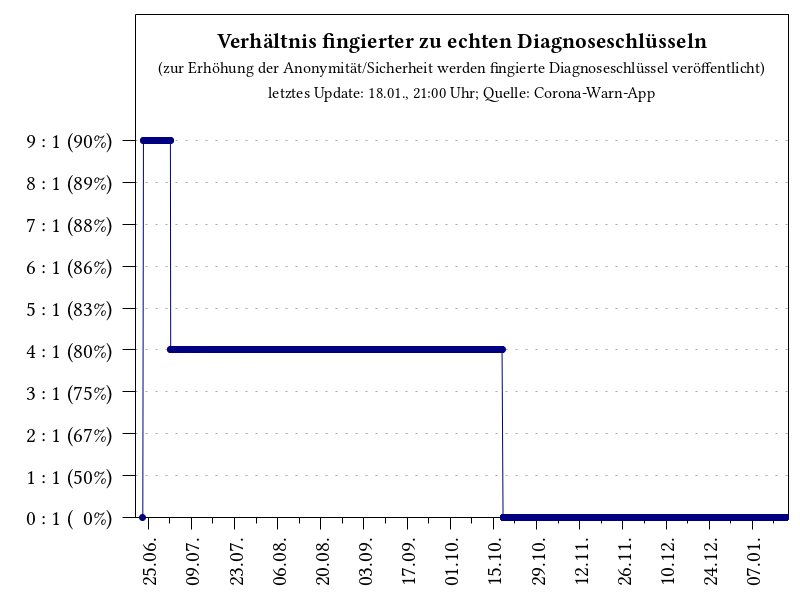 Verhältnis fingierter zu echten Diagnoseschlüsseln
(zur Erhöhung der Anonymität/Sicherheit werden fingierte Diagnoseschlüssel veröffentlicht)
letztes Update: 18.01., 21:00 Uhr; Quelle: Corona-Warn-App
9 : 1 (90%)
8 : 1 (89%)
7 : 1 (88%)
6 : 1 (86%)
5 : 1 (83%)
4 : 1 (80%)
3 : 1 (75%)
2 : 1 (67%)
1 : 1 (50%)
0 : 1 ( 0%)
25.06.
09.07.
23.07.
06.08.
20.08.
03.09.
17.09.
01.10.
15.10.
29.10.
12.11.
26.11.
10.12.
24.12.
07.01.